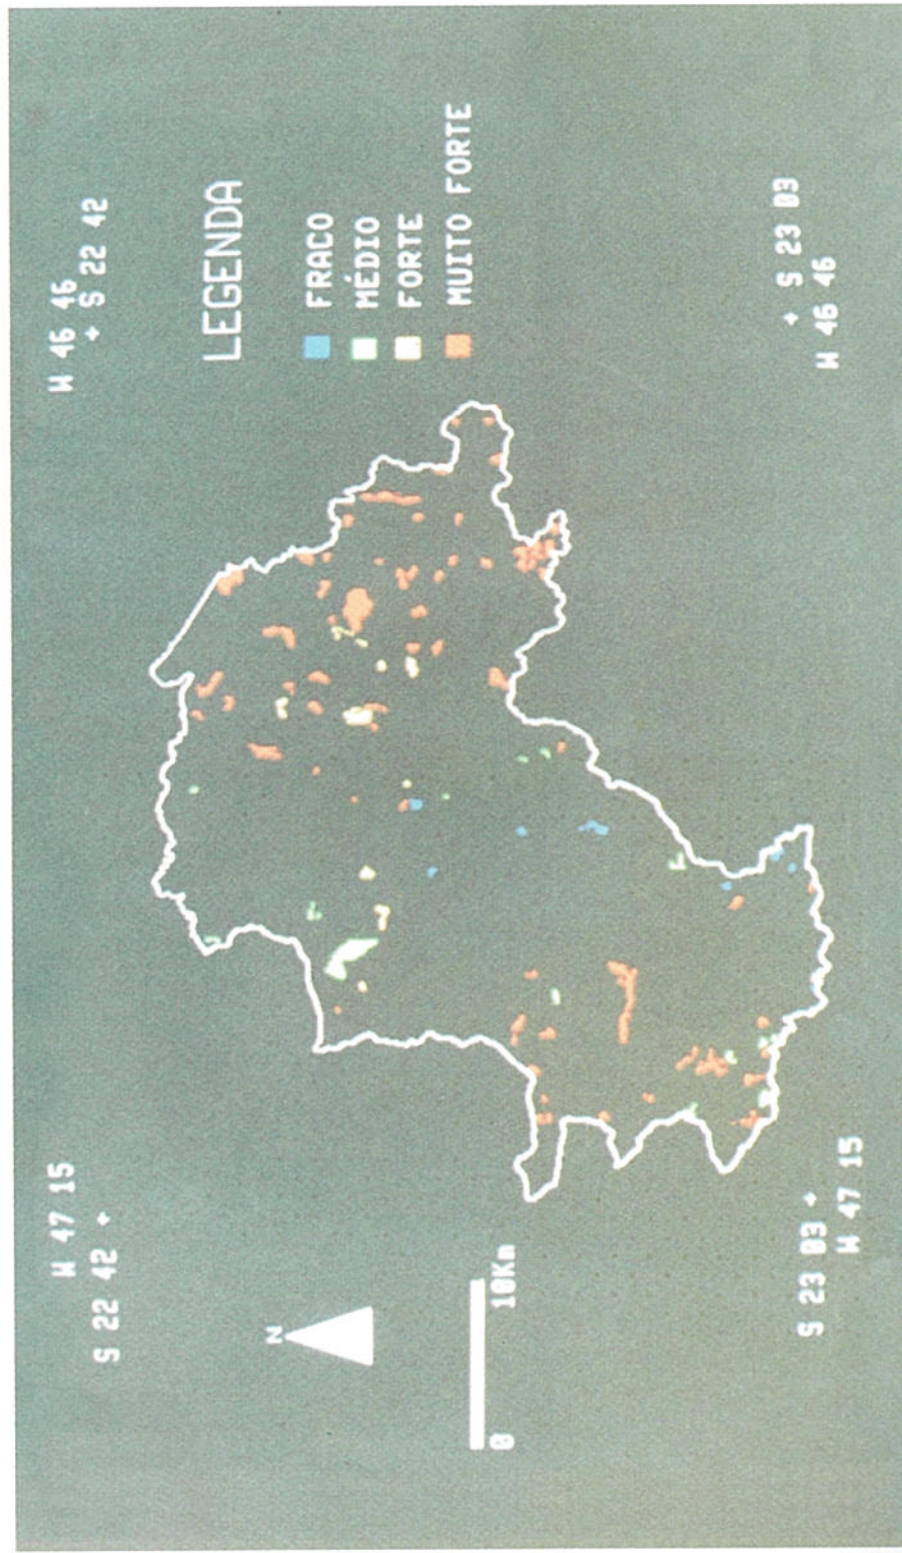 W 47 15
S 22 42 +
W 46 46
+ S 22 42
N
LEGENDA
FRACO
MÉDIO
FORTE
MUITO FORTE
0 10Km
S 23 03 +
W 47 15
+ S 23 03
W 46 46